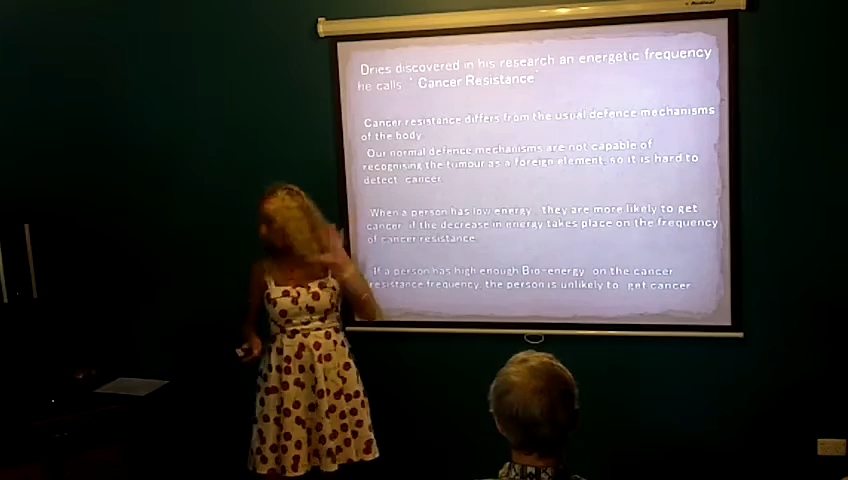 Dries discovered in his research an energetic frequency
he calls "Cancer Resistance"
Cancer resistance differs from the usual defence mechanisms
of the body.
Our normal defence mechanisms are not capable of
recognising the tumour as a foreign element, so it is hard to
detect cancer.
When a person has low energy, they are more likely to get
cancer if the decrease in energy takes place on the frequency
of cancer resistance.
If a person has high enough Bio-energy on the cancer
resistance frequency, the person is unlikely to get cancer